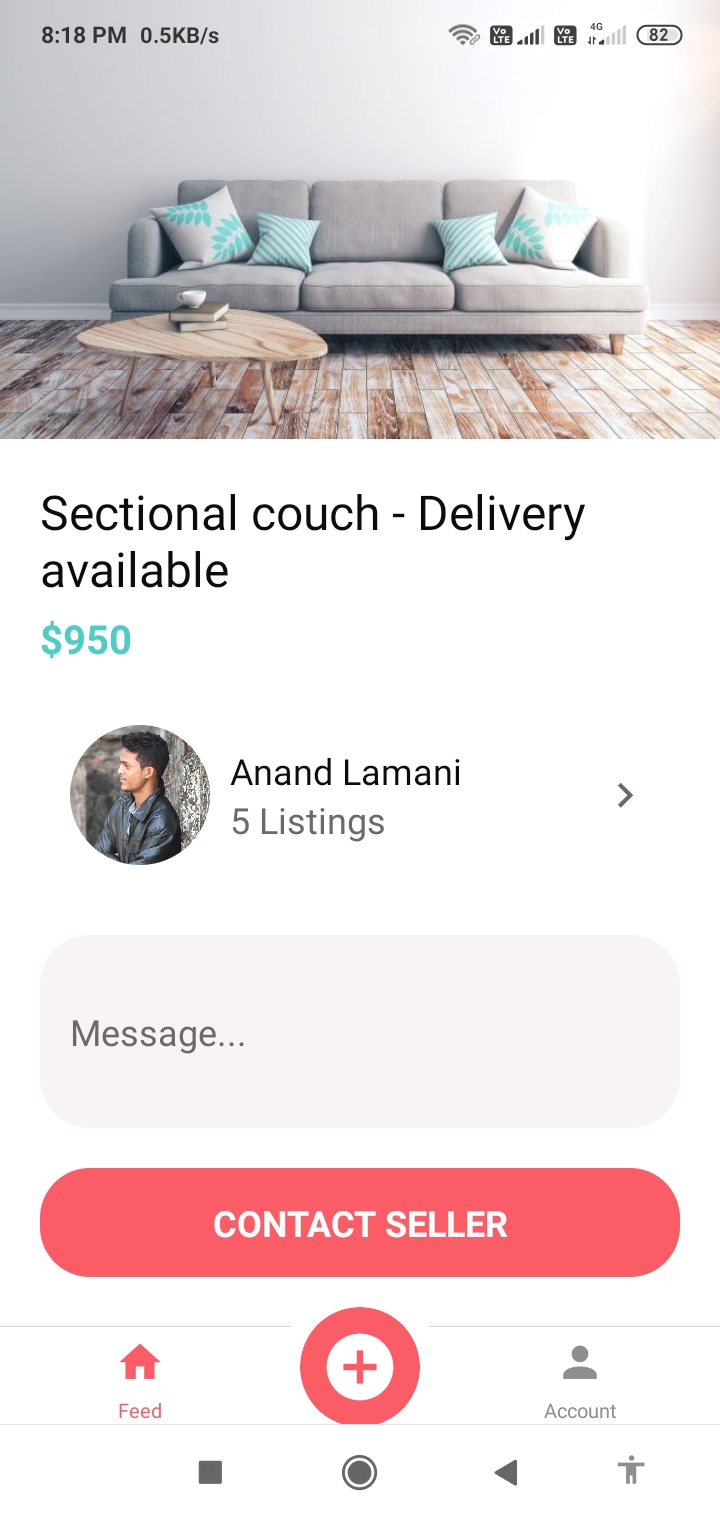 8:18 PM 0.5KB/s Vo LTE Vo LTE 4G 82
Sectional couch - Delivery
available
$950
Anand Lamani
5 Listings
Message...
CONTACT SELLER
Feed
Account